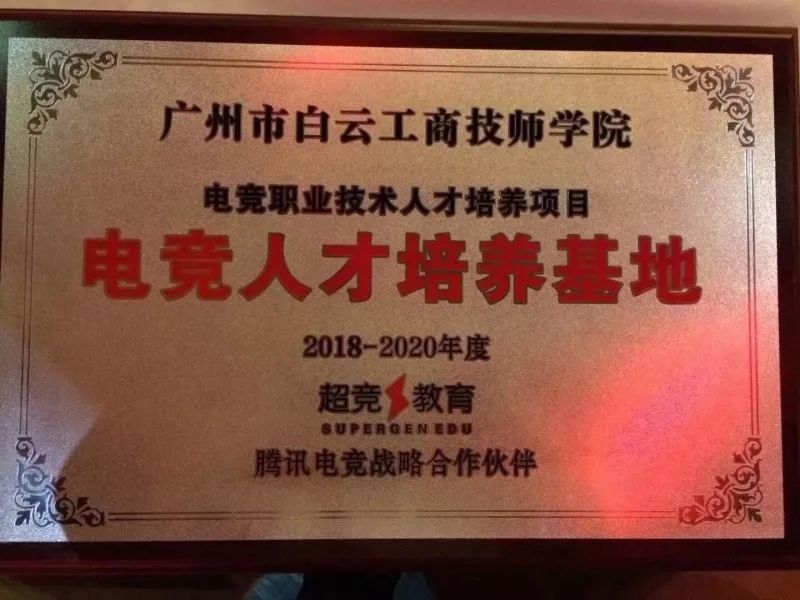 广州市白云工商技师学院
电竞职业技术人才培养项目
电竞人才培养基地
2018-2020年度
超竞教育
SUPERGEN EDU
腾讯电竞战略合作伙伴